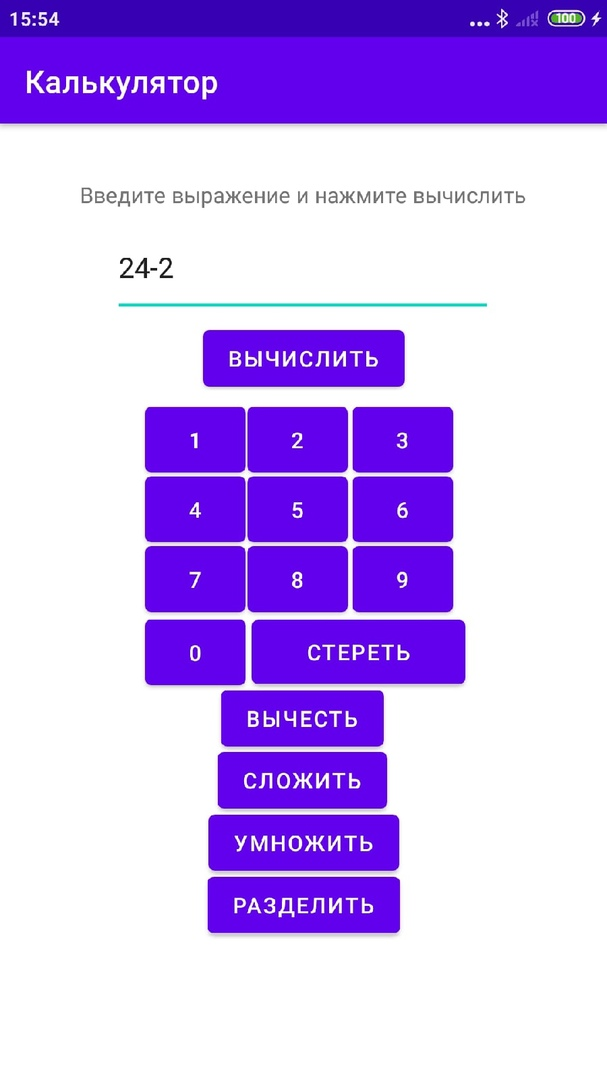 15:54 100
Калькулятор
Введите выражение и нажмите вычислить
24-2
ВЫЧИСЛИТЬ
1 2 3
4 5 6
7 8 9
0 СТЕРЕТЬ
ВЫЧЕСТЬ
СЛОЖИТЬ
УМНОЖИТЬ
РАЗДЕЛИТЬ